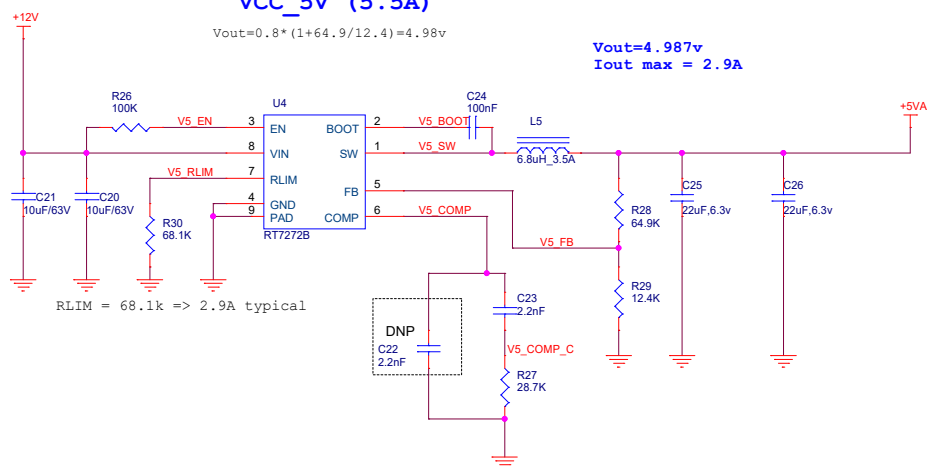 VCC_5V (5.5A)
+12V
Vout=0.8*(1+64.9/12.4)=4.98v
Vout=4.987v
Iout max = 2.9A
+5VA
R26
100K
V5_EN
U4
3
EN
BOOT
2
V5_BOOT
C24
100nF
L5
6.8uH_3.5A
8
VIN
SW
1
V5_SW
V5_RLIM
7
RLIM
FB
5
4
GND
9
PAD
COMP
6
V5_COMP
RT7272B
C21
10uF/63V
C20
10uF/63V
R30
68.1K
C25
22uF,6.3v
C26
22uF,6.3v
R28
64.9K
V5_FB
R29
12.4K
RLIM = 68.1k => 2.9A typical
C23
2.2nF
DNP
C22
2.2nF
V5_COMP_C
R27
28.7K